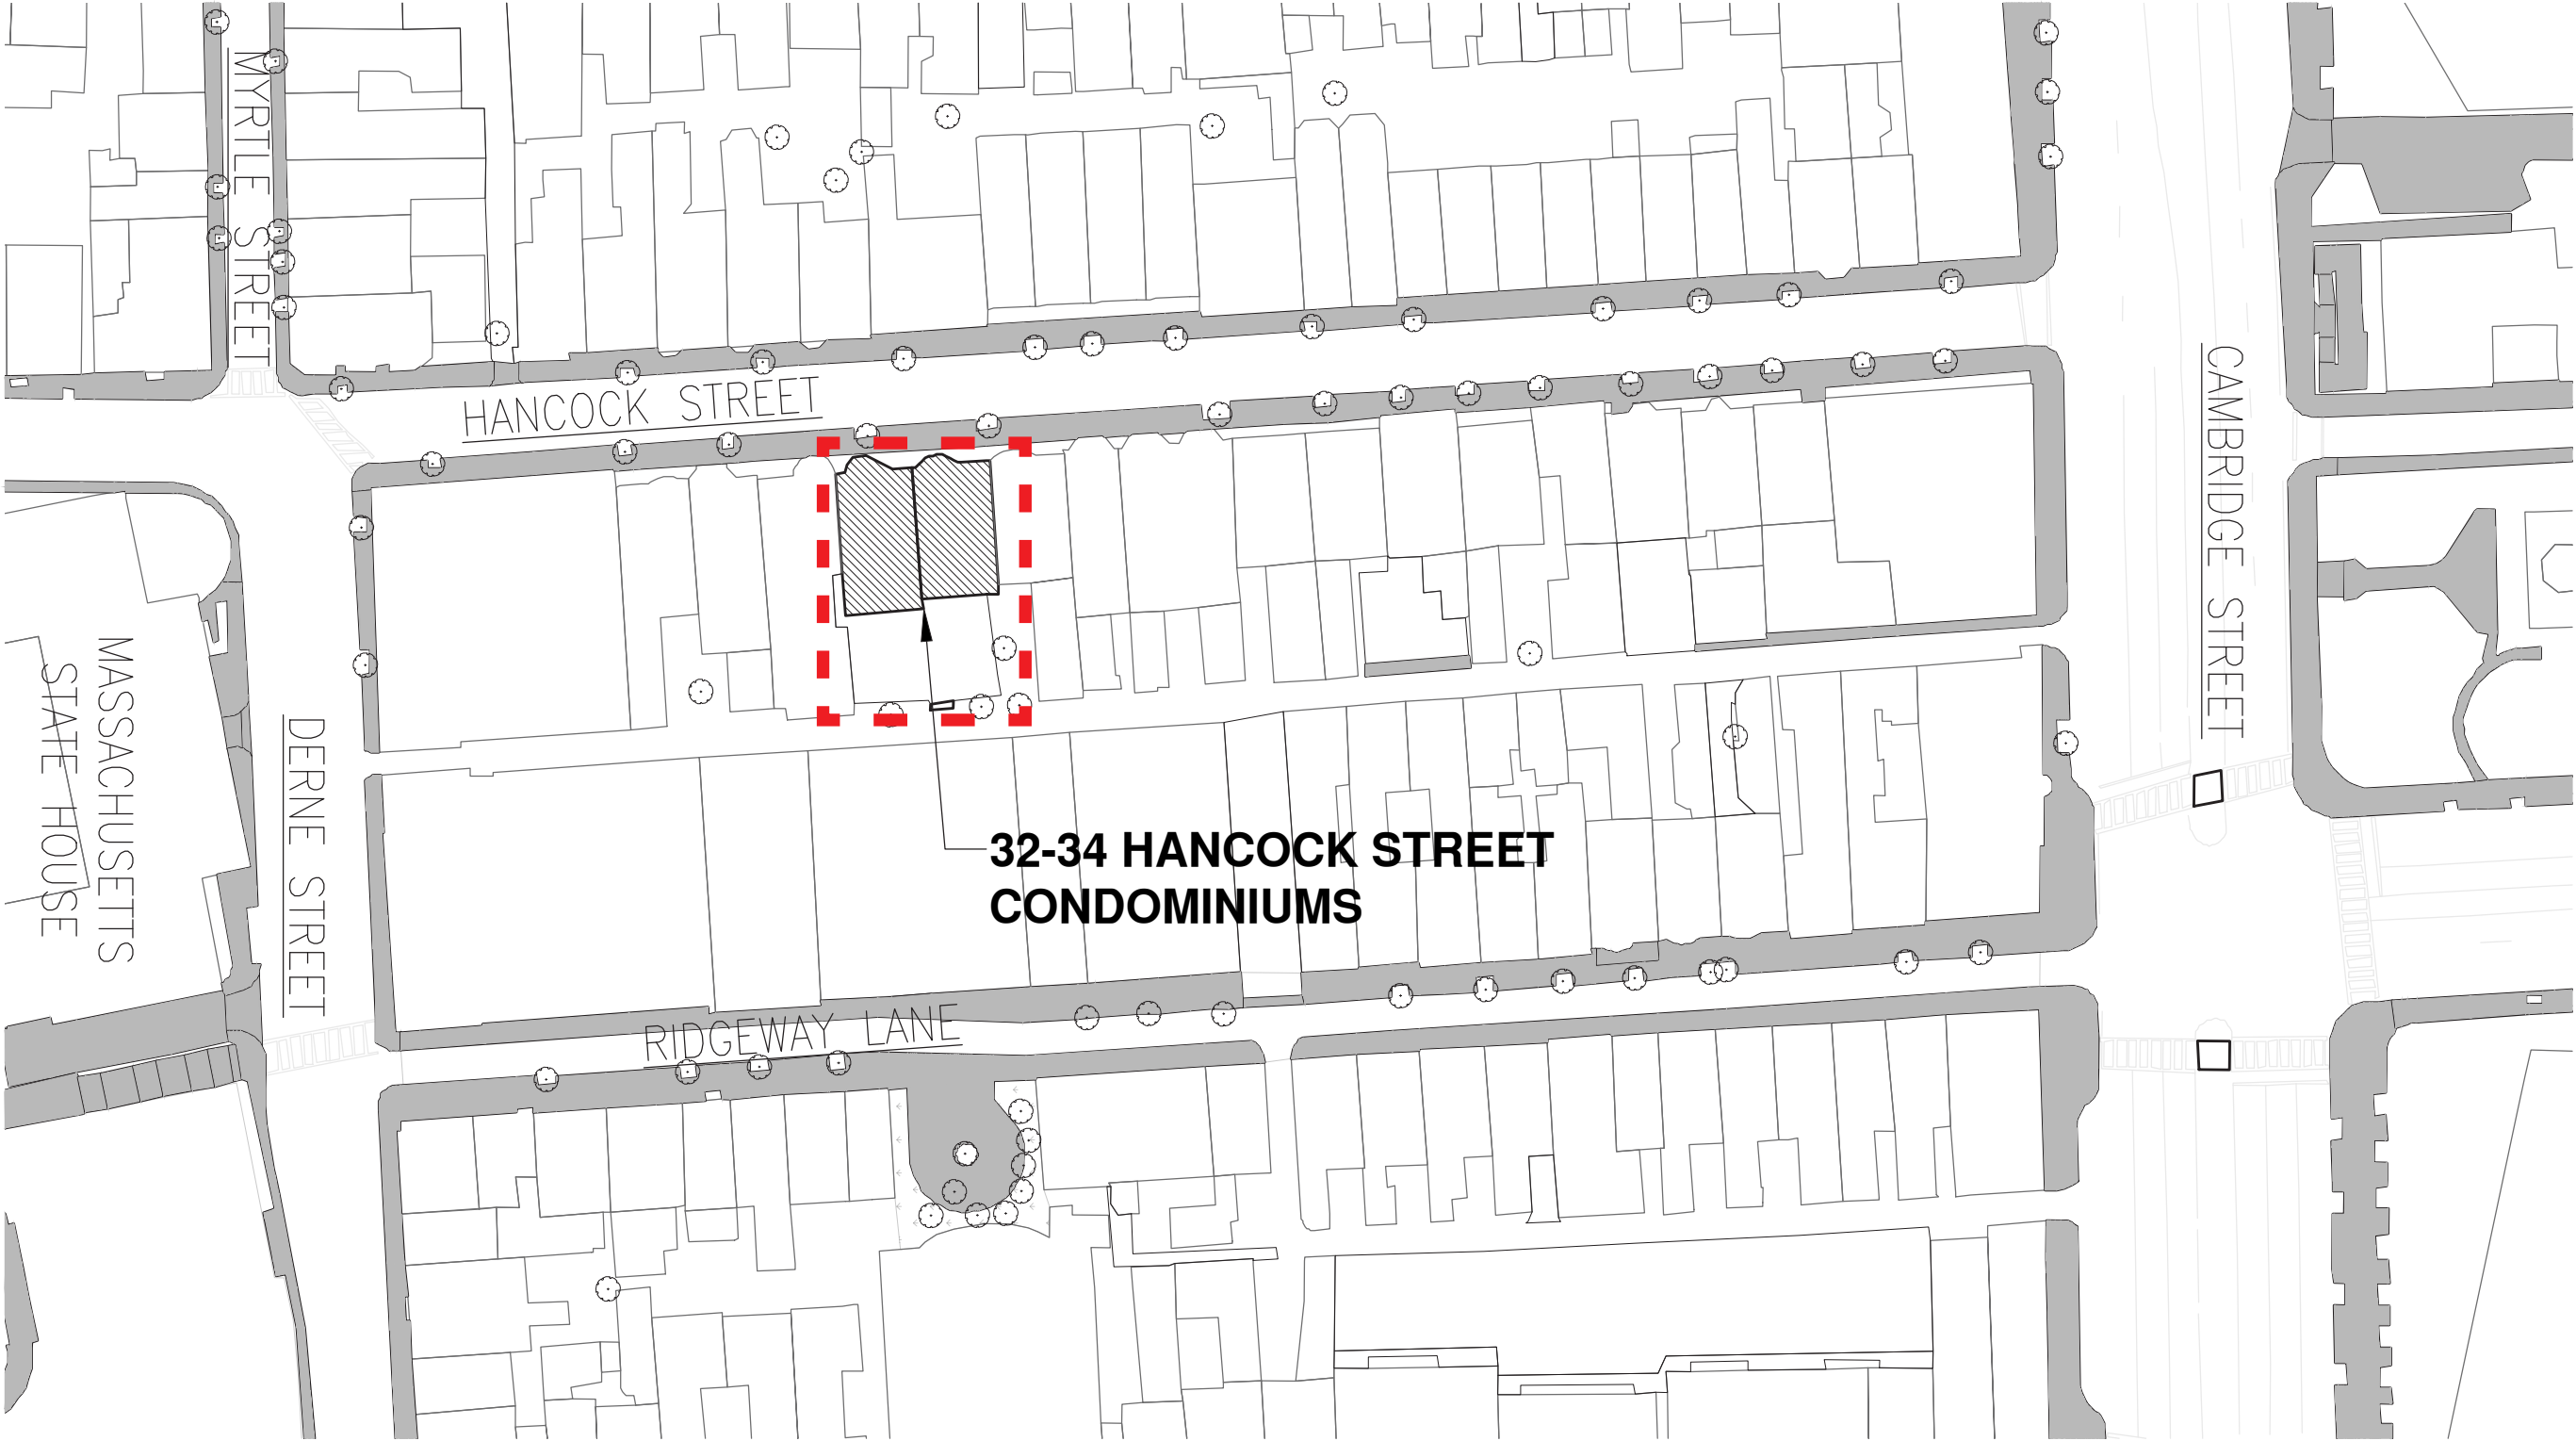 MYRTLE STREET
HANCOCK STREET
CAMBRIDGE STREET
MASSACHUSETTS
STATE HOUSE
DERNE STREET
32-34 HANCOCK STREET
CONDOMINIUMS
RIDGEWAY LANE